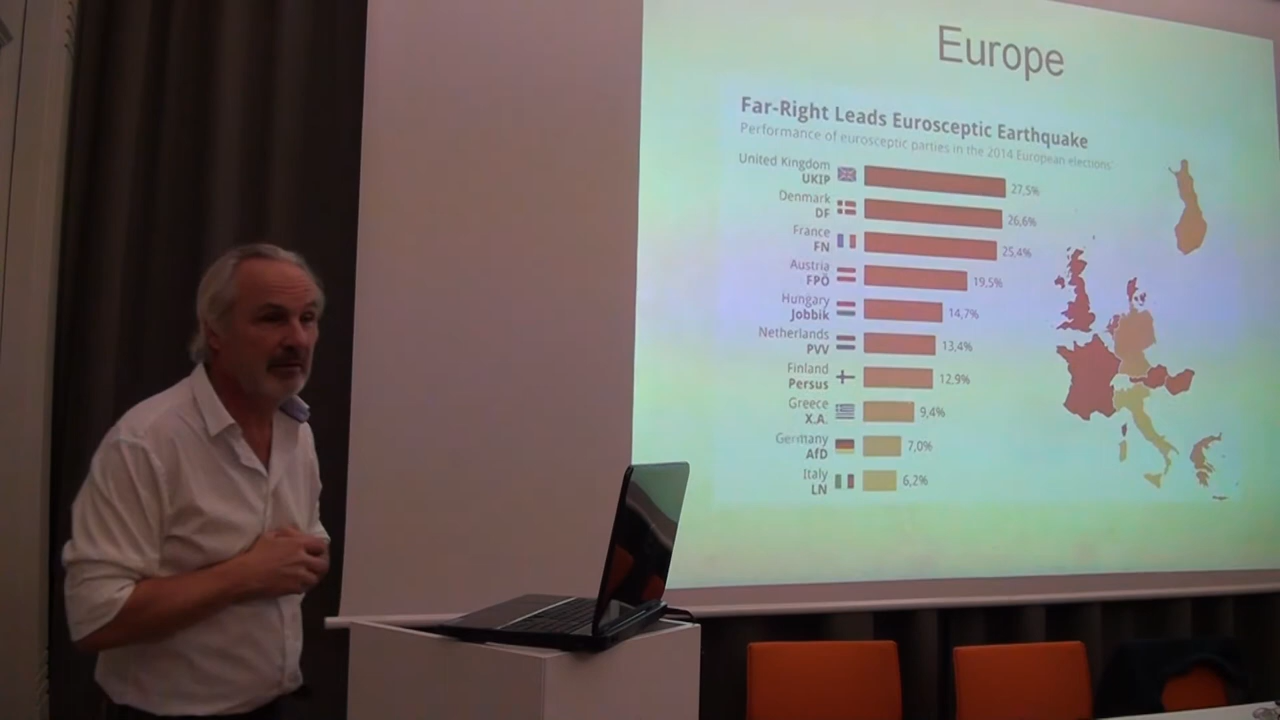 Europe
Far-Right Leads Eurosceptic Earthquake
Performance of eurosceptic parties in the 2014 European elections
United Kingdom
UKIP
27,5%
Denmark
DF
26,6%
France
FN
25,4%
Austria
FPÖ
19,5%
Hungary
Jobbik
14,7%
Netherlands
PVV
13,4%
Finland
Persus
12,9%
Greece
X.A.
9,4%
Germany
AfD
7,0%
Italy
LN
6,2%